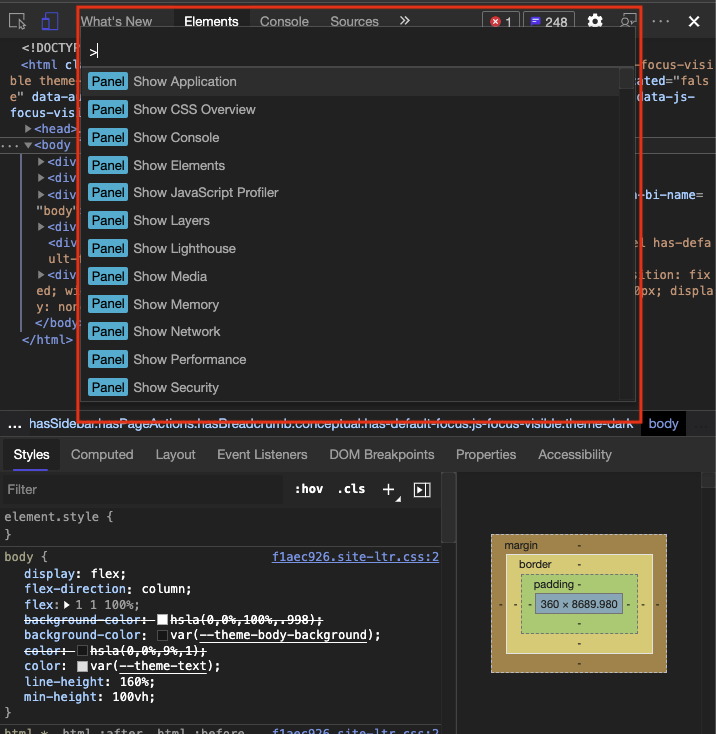 What's New Elements Console Sources » 1 248
<!DOCTYP
>
<html cl -focus-visi
ble theme- cated="fals
e" data-au data-js-
focus-visi
Panel Show Application
Panel Show CSS Overview
Panel Show Console
Panel Show Elements
Panel Show JavaScript Profiler
Panel Show Layers
Panel Show Lighthouse
Panel Show Media
Panel Show Memory
Panel Show Network
Panel Show Performance
Panel Show Security
<head>
<body
<div
<div
<div -bi-name=
"body"
<div
<div el has-defa
ult-f
<div sition: fix
ed; wi 0px; displa
y: non
</body>
</html>
... hasSidebar.hasPageActions.hasBreadcrumb.conceptual.has-default-focus.js-focus-visible.theme-dark body
Styles Computed Layout Event Listeners DOM Breakpoints Properties Accessibility
Filter :hov .cls +
element.style {
}
body { f1aec926.site-ltr.css:2
display: flex;
flex-direction: column;
flex: 1 1 100%;
background-color: hsla(0,0%,100%,.998);
background-color: var(--theme-body-background);
color: hsla(0,0%,9%,1);
color: var(--theme-text);
line-height: 160%;
min-height: 100vh;
}
html *, html :after, html :before f1aec926.site-ltr.css:2
margin -
border -
padding -
- - - 360 × 8689.980 - - -
-
-
-